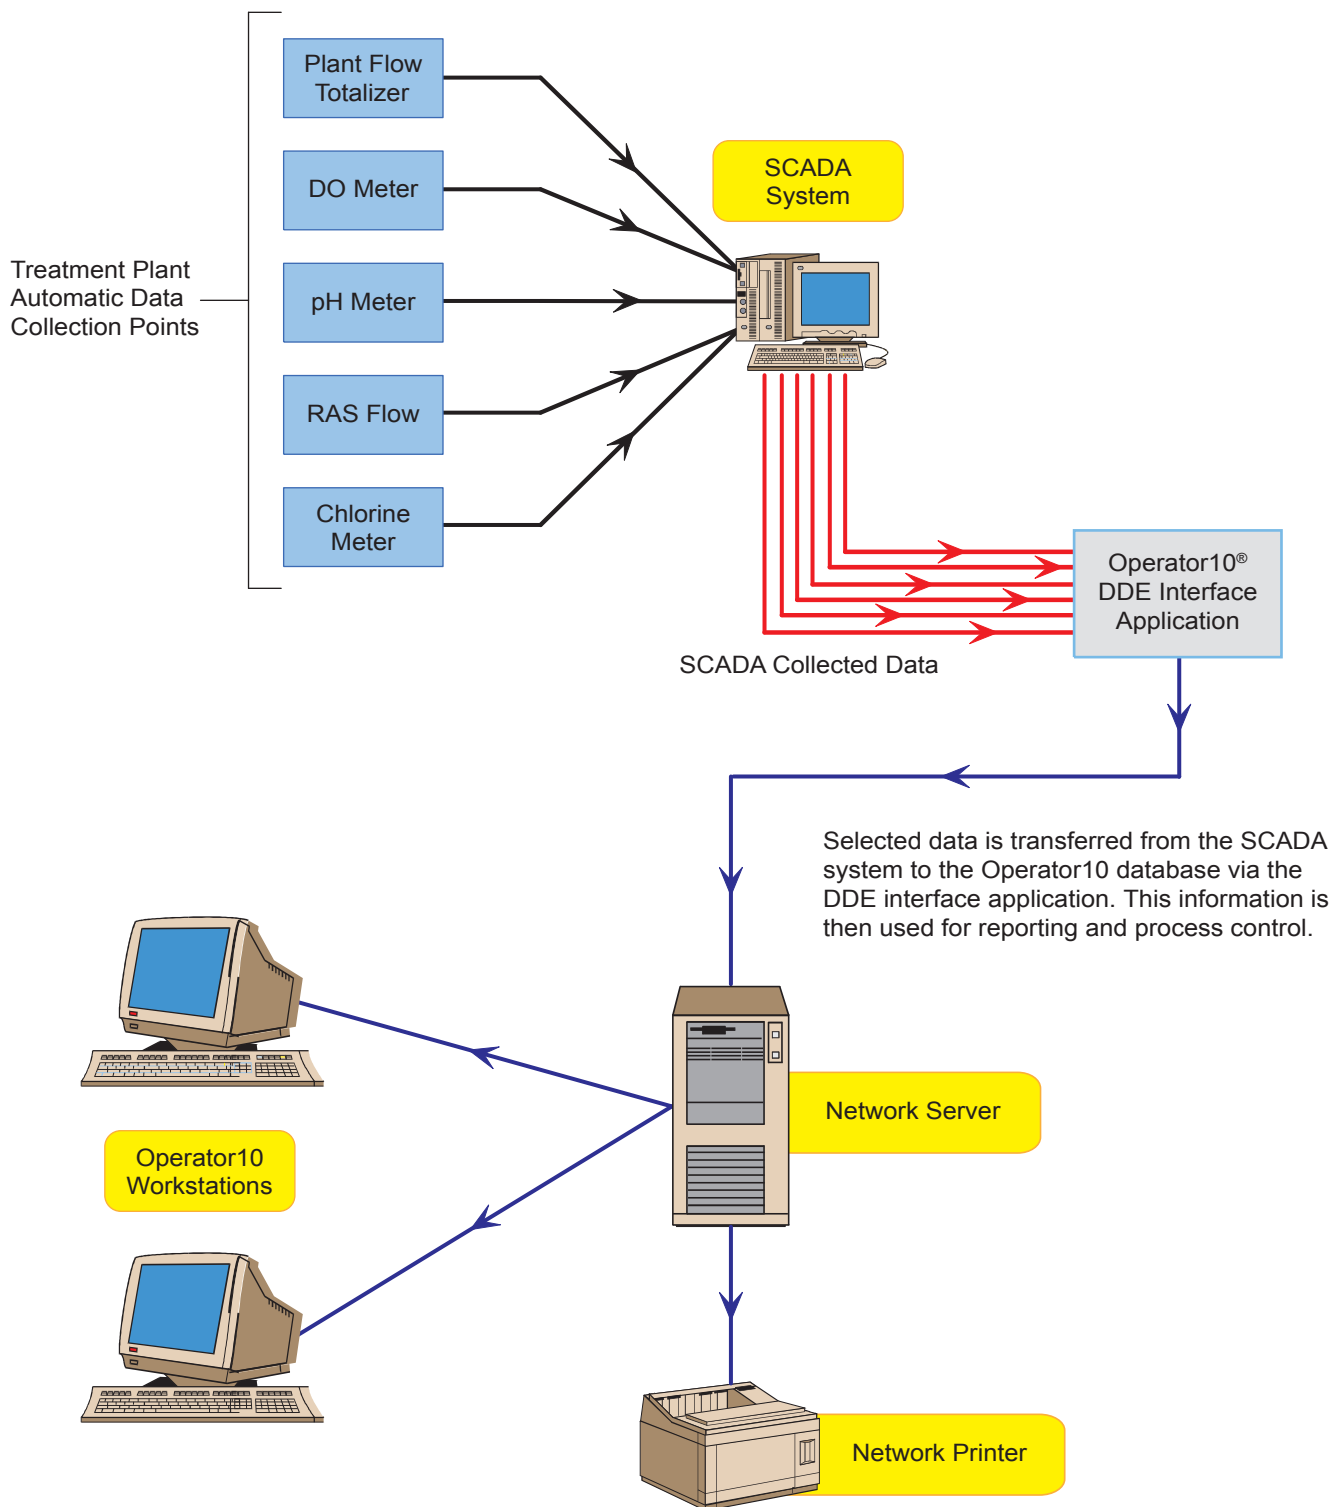 Plant Flow
Totalizer
DO Meter
pH Meter
RAS Flow
Chlorine
Meter
Treatment Plant
Automatic Data
Collection Points
SCADA
System
Operator10®
DDE Interface
Application
SCADA Collected Data
Selected data is transferred from the SCADA
system to the Operator10 database via the
DDE interface application. This information is
then used for reporting and process control.
Network Server
Operator10
Workstations
Network Printer